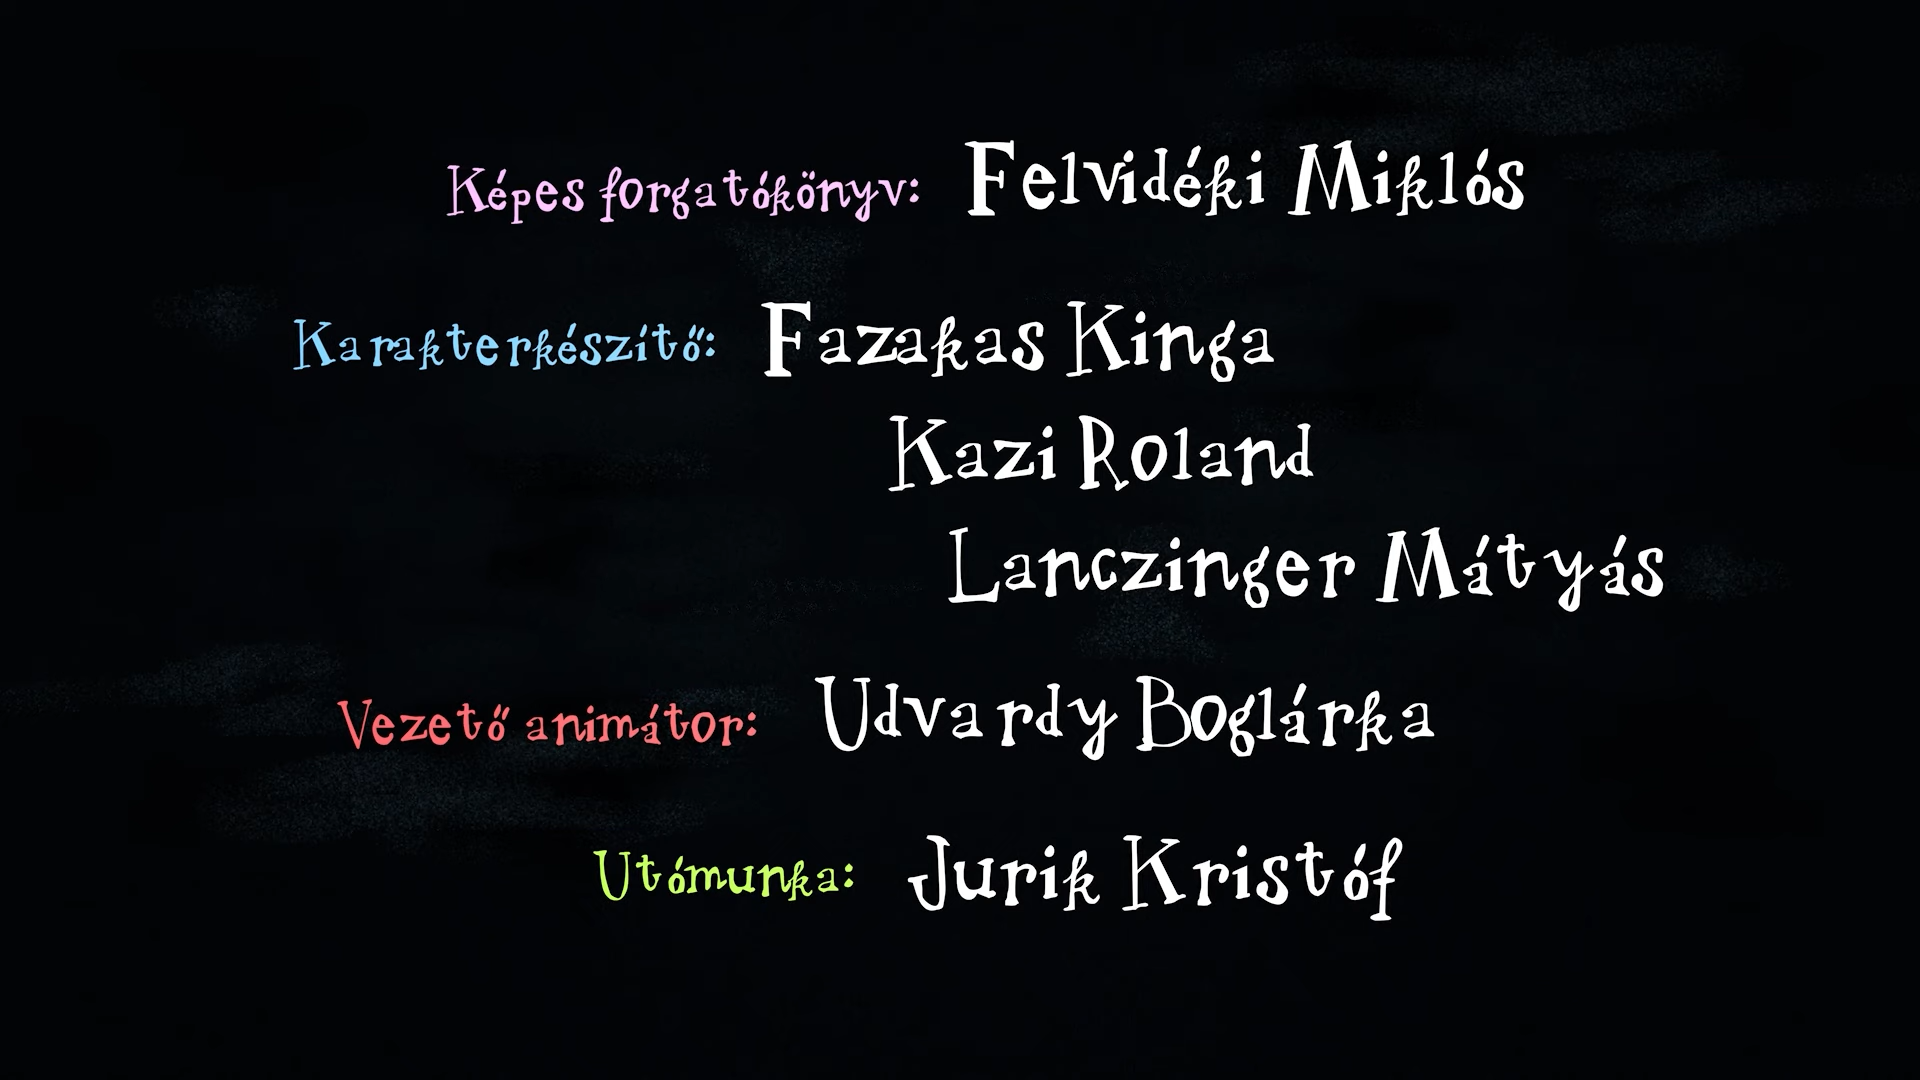 Képes forgatókönyv: Felvidéki Miklós
Karakterkészítő: Fazakas Kinga
Kazi Roland
Lanczinger Mátyás
Vezető animátor: Udvardy Boglárka
Utómunka: Jurik Kristóf